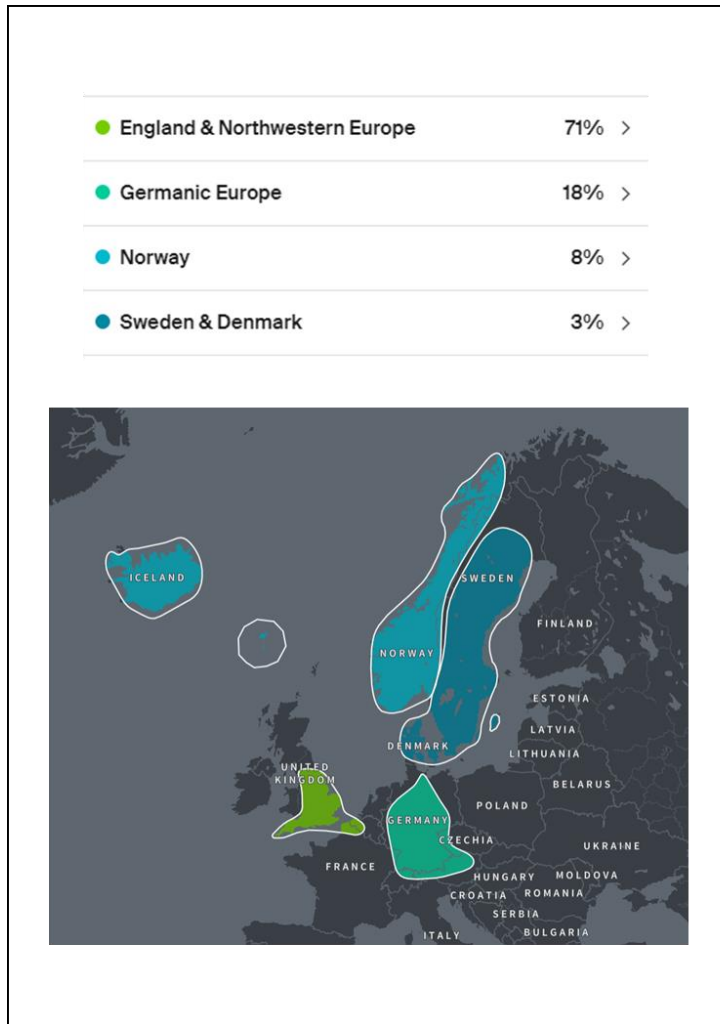 England & Northwestern Europe 71% >
Germanic Europe 18% >
Norway 8% >
Sweden & Denmark 3% >
ICELAND
SWEDEN
FINLAND
NORWAY
ESTONIA
LATVIA
DENMARK
LITHUANIA
UNITED
KINGDOM
BELARUS
POLAND
GERMANY
CZECHIA
UKRAINE
FRANCE
HUNGARY
MOLDOVA
CROATIA
ROMANIA
SERBIA
ITALY
BULGARIA